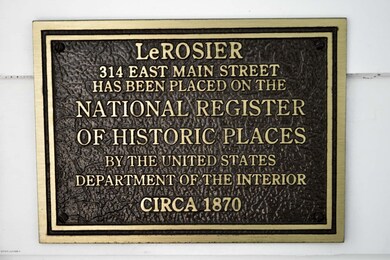 LeROSIER
314 EAST MAIN STREET
HAS BEEN PLACED ON THE
NATIONAL REGISTER
OF HISTORIC PLACES
BY THE UNITED STATES
DEPARTMENT OF THE INTERIOR
CIRCA 1870